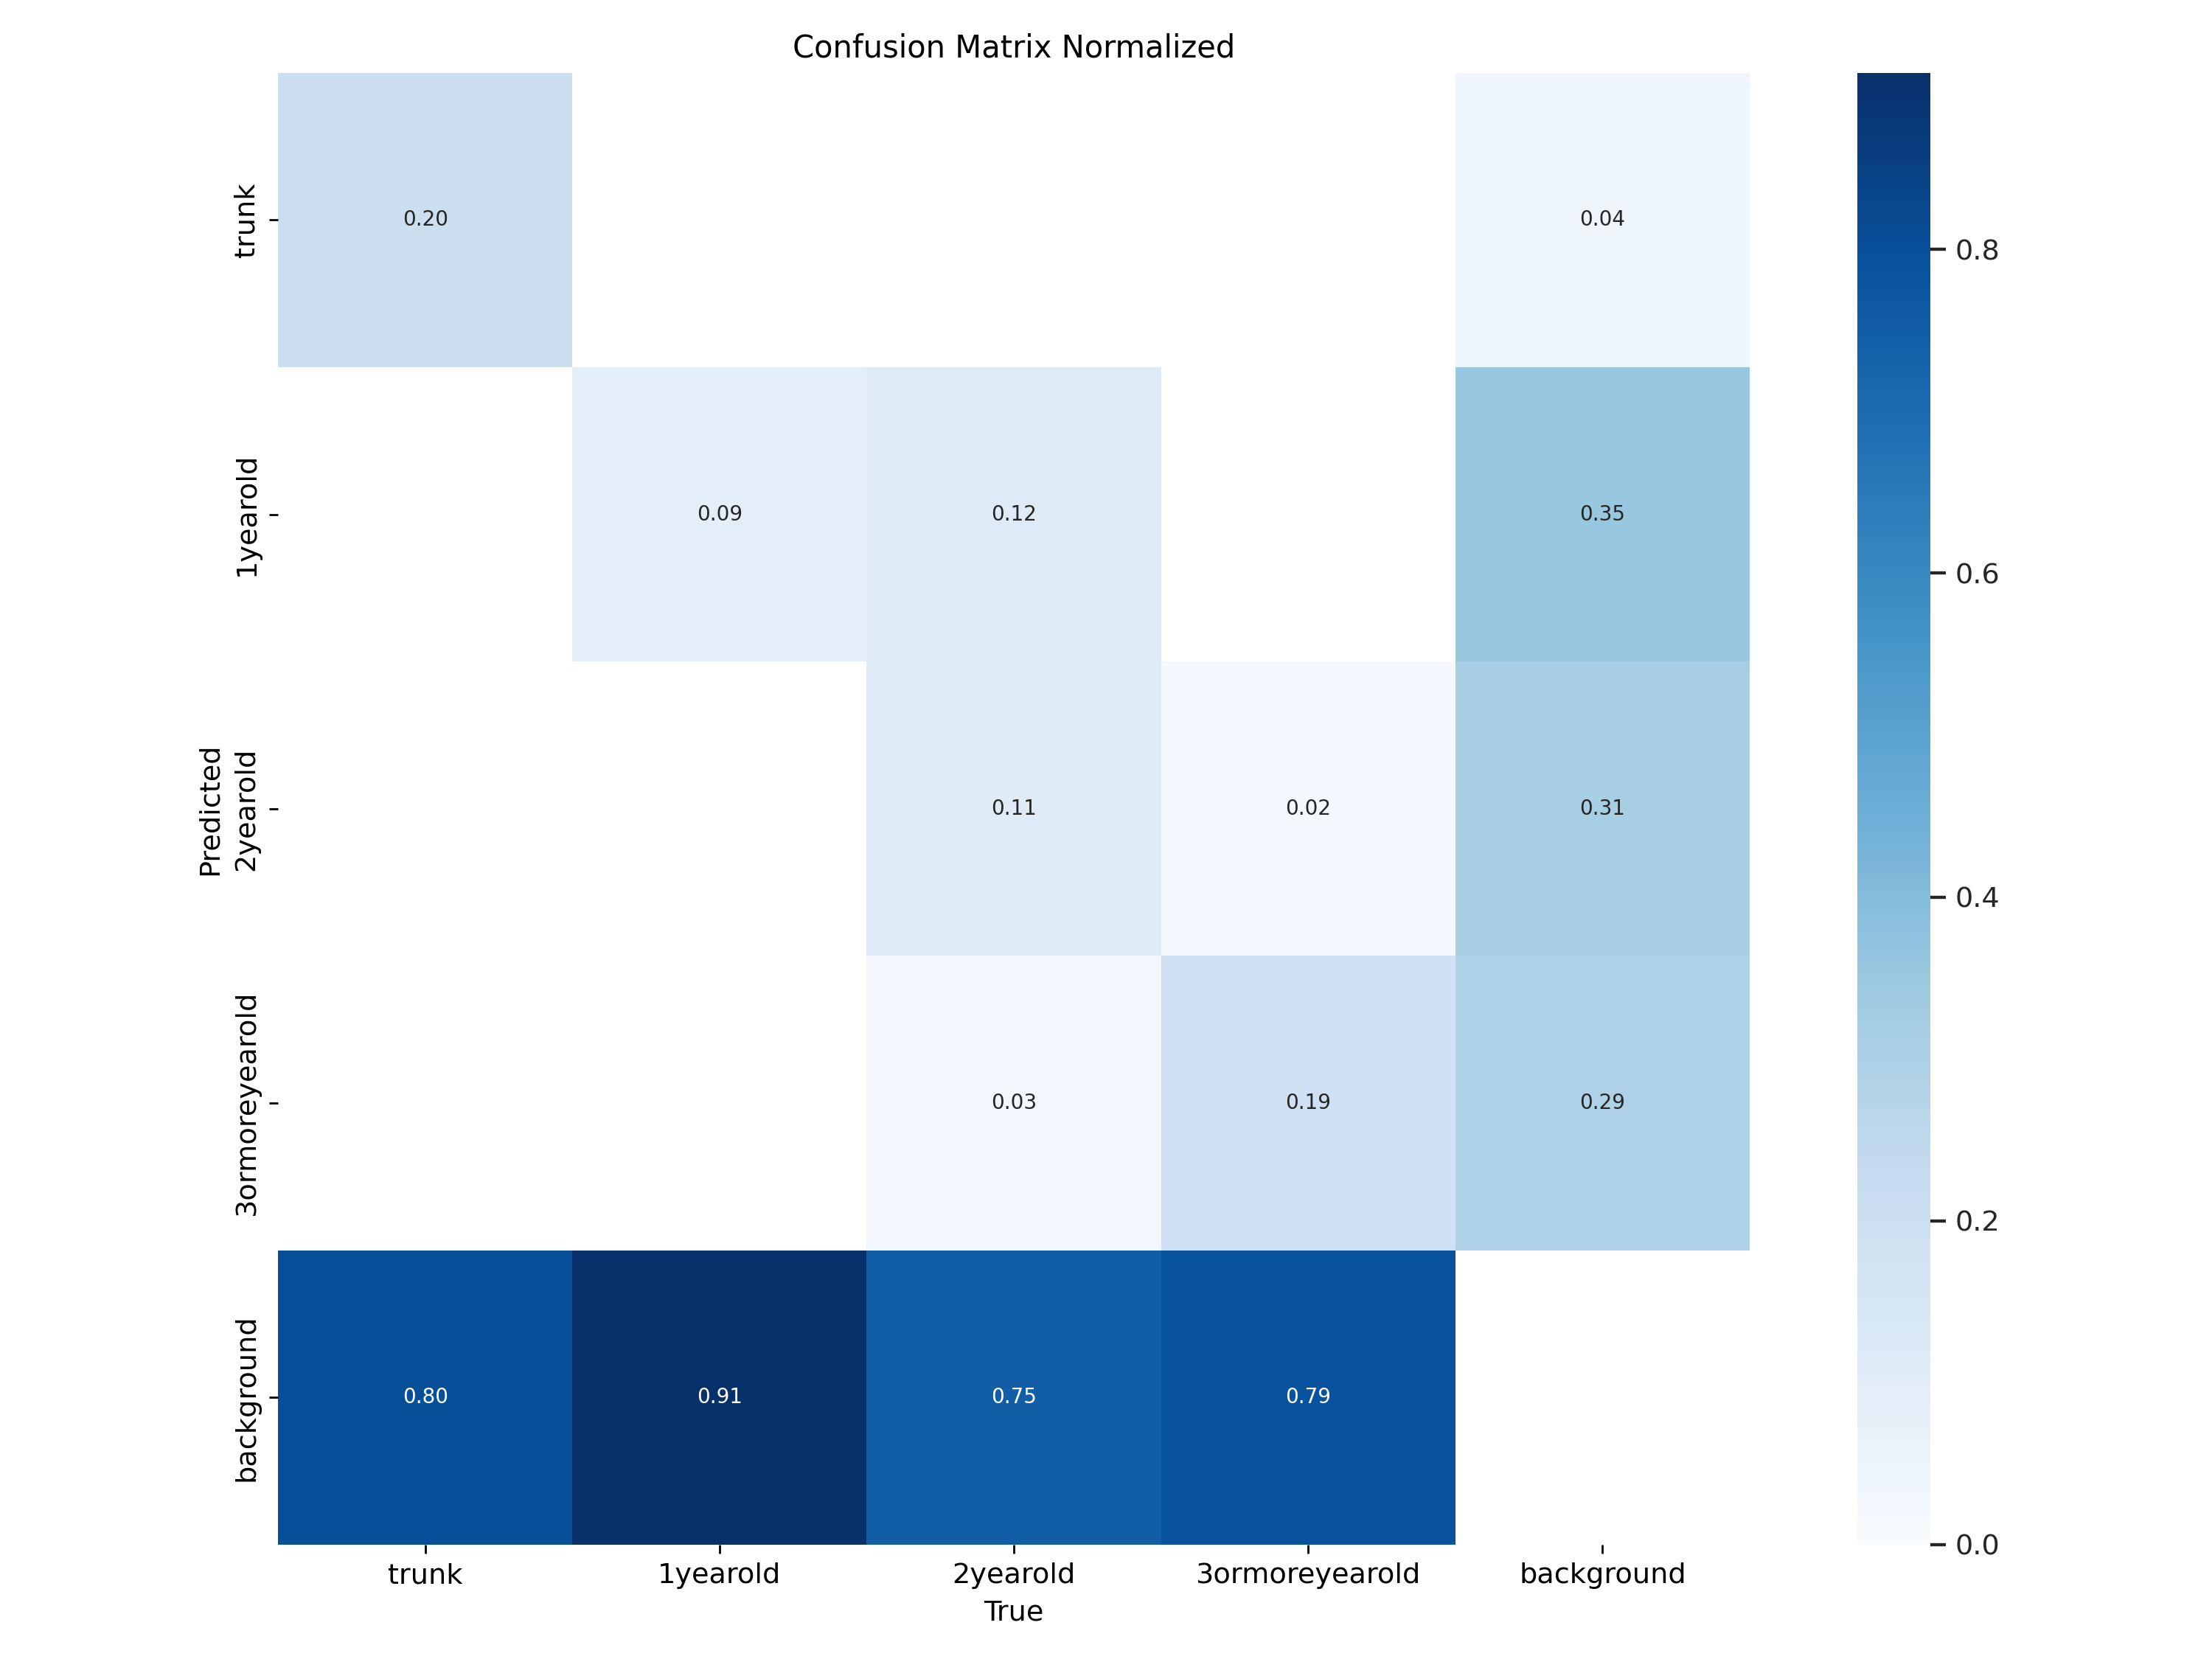 Confusion Matrix Normalized
trunk
0.20
0.04
0.8
1yearold
0.09
0.12
0.35
0.6
Predicted
2yearold
0.11
0.02
0.31
0.4
3ormoreyearold
0.03
0.19
0.29
0.2
background
0.80
0.91
0.75
0.79
0.0
trunk
1yearold
2yearold
3ormoreyearold
background
True